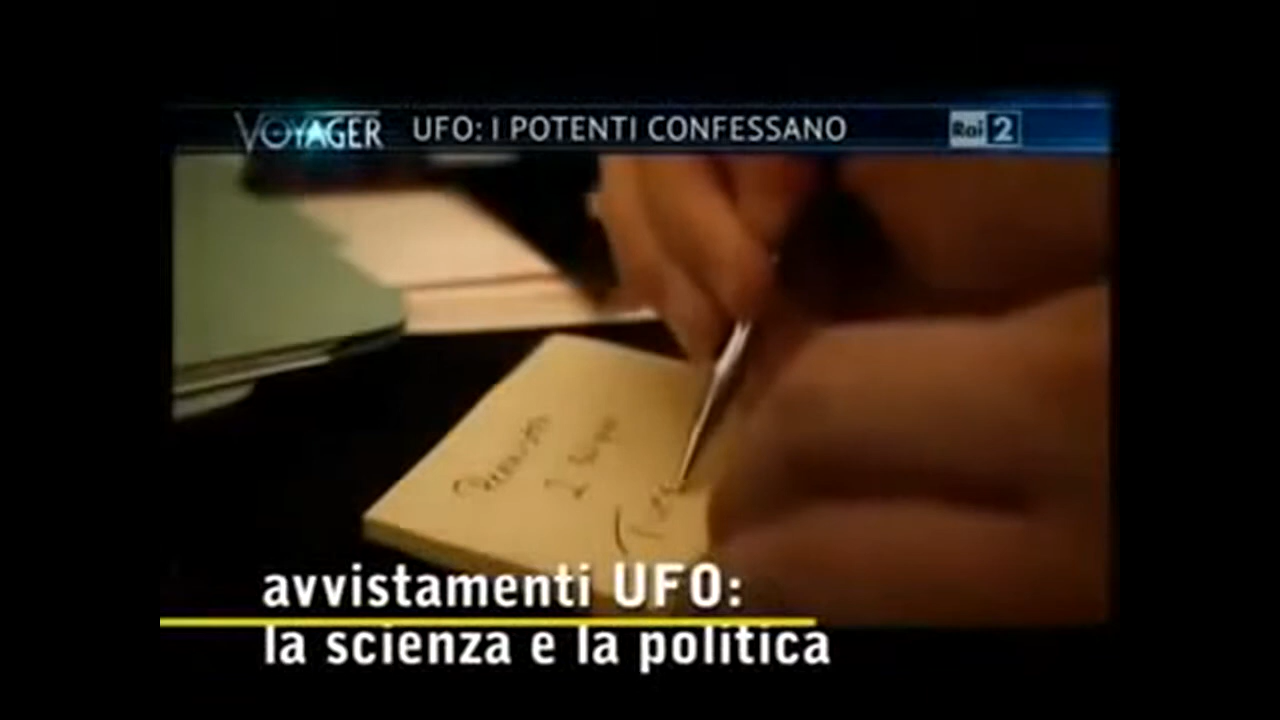 VOYAGER UFO: I POTENTI CONFESSANO Rai 2
avvistamenti UFO:
la scienza e la politica